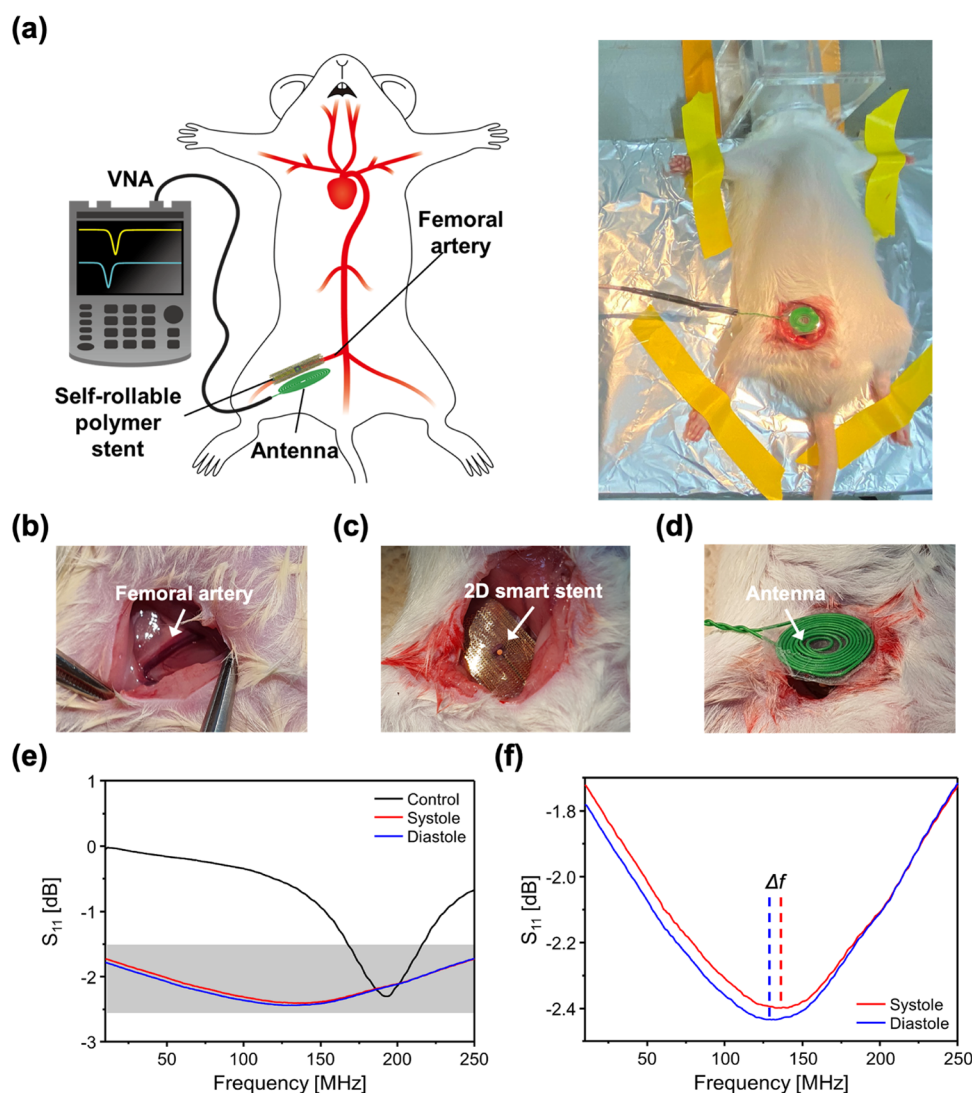 (a)
VNA
Femoral
artery
Self-rollable
polymer
stent
Antenna
(b)
Femoral artery
(c)
2D smart stent
(d)
Antenna
(e)
1
0
-1
-2
-3
S11 [dB]
Control
Systole
Diastole
50
100
150
200
250
Frequency [MHz]
(f)
-1.8
-2.0
-2.2
-2.4
S11 [dB]
Δf
Systole
Diastole
50
100
150
200
250
Frequency [MHz]